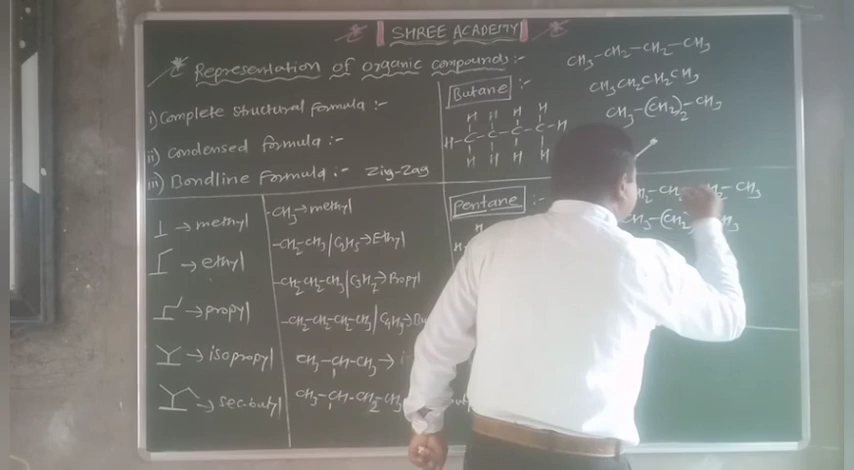 SHREE ACADEMY
Representation of organic compounds :-
i) Complete structural formula :-
ii) Condensed formula :-
iii) Bondline formula :- Zig-Zag
Butane :-
H H H H
H-C-C-C-C-H
H H H H
CH3-CH2-CH2-CH3
CH3CH2CH2CH3
CH3-(CH2)2-CH3
Pentane :-
H
H
CH3
CH3-(CH2
→ methyl
→ ethyl
→ propyl
→ isopropyl
→ sec-butyl
-CH3 → methyl
-CH2-CH3/C2H5 → Ethyl
-CH2-CH2-CH3/C3H7 → Propyl
-CH2-CH2-CH2-CH3/C4H9 →
CH3-CH-CH3 →
CH3-CH-CH2-CH3